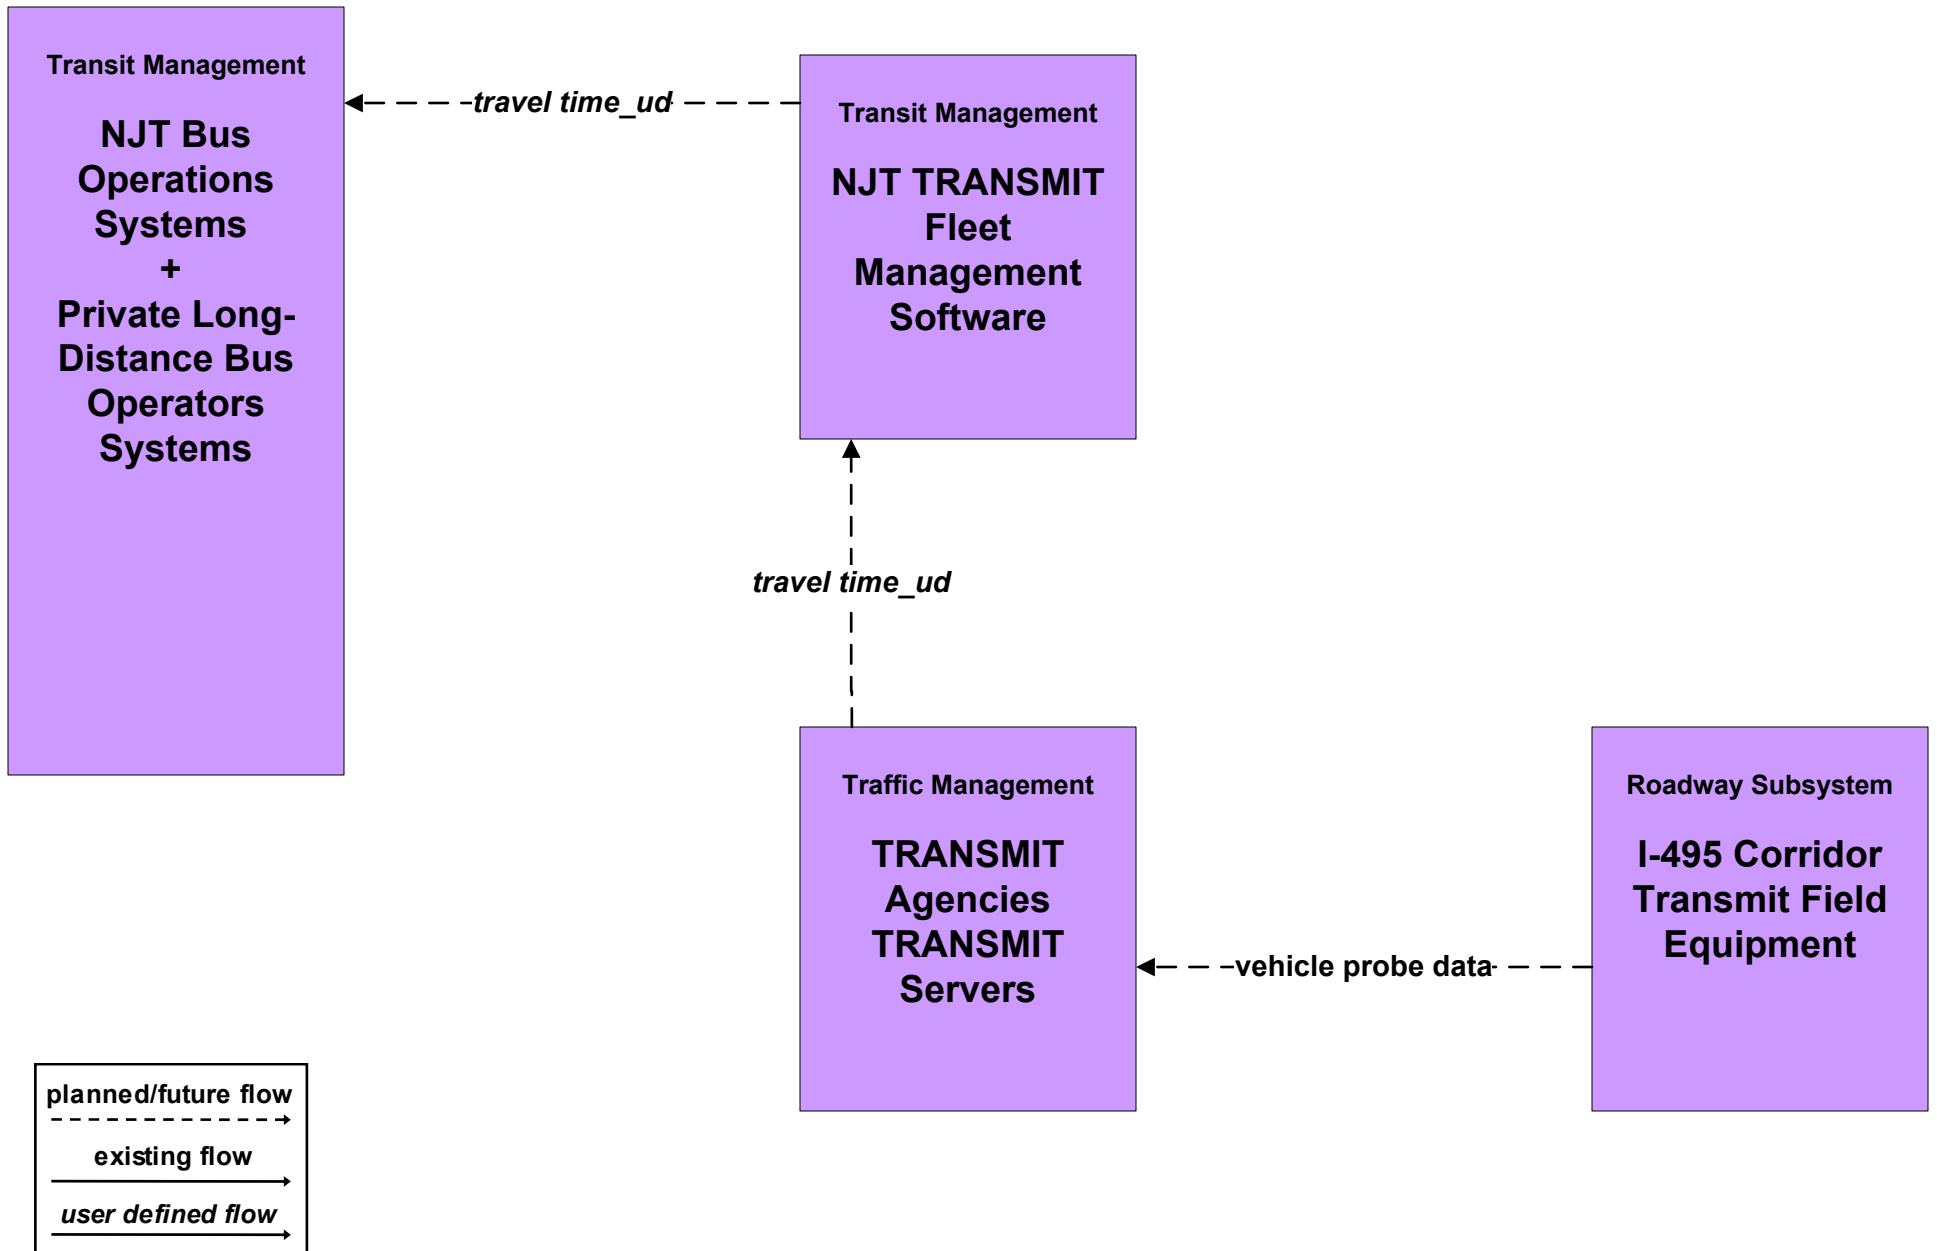 Transit Management
NJT Bus
Operations
Systems
+
Private Long-
Distance Bus
Operators
Systems
travel time_ud
Transit Management
NJT TRANSMIT
Fleet
Management
Software
travel time_ud
Traffic Management
TRANSMIT
Agencies
TRANSMIT
Servers
vehicle probe data
Roadway Subsystem
I-495 Corridor
Transmit Field
Equipment
planned/future flow
existing flow
user defined flow